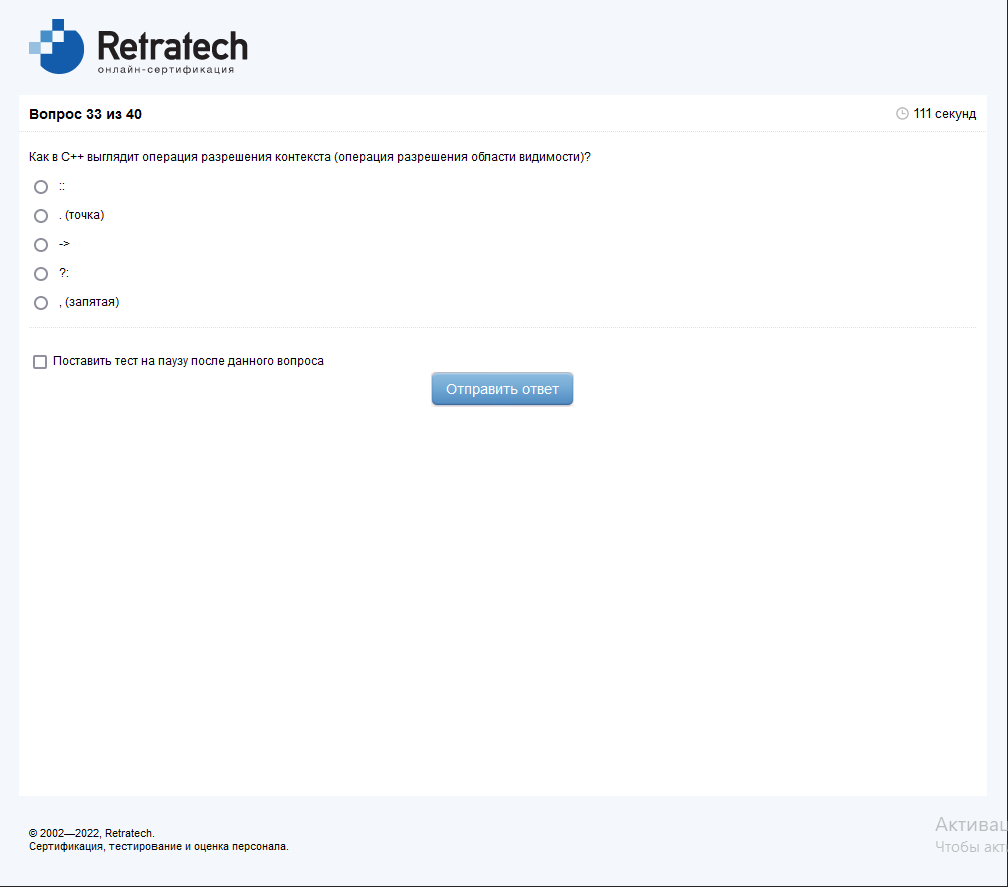 Retratech
онлайн-сертификация
Вопрос 33 из 40
111 секунд
Как в C++ выглядит операция разрешения контекста (операция разрешения области видимости)?
::
. (точка)
->
?:
, (запятая)
Поставить тест на паузу после данного вопроса
Отправить ответ
© 2002—2022, Retratech.
Сертификация, тестирование и оценка персонала.
Активац
Чтобы акт